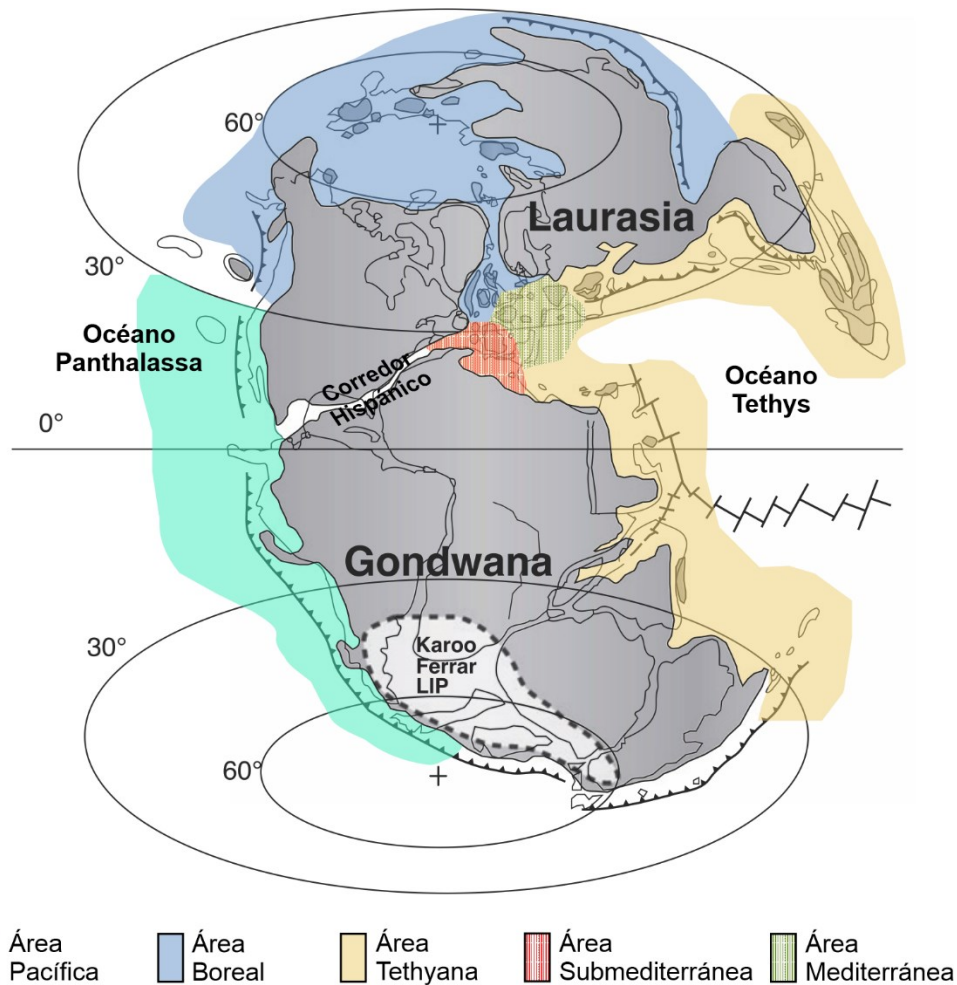 60°
Laurasia
30°
Océano
Panthalassa
Corredor
Hispanico
Océano
Tethys
0°
Gondwana
30°
Karoo
Ferrar
LIP
60°
Área
Pacífica
Área
Boreal
Área
Tethyana
Área
Submediterránea
Área
Mediterránea